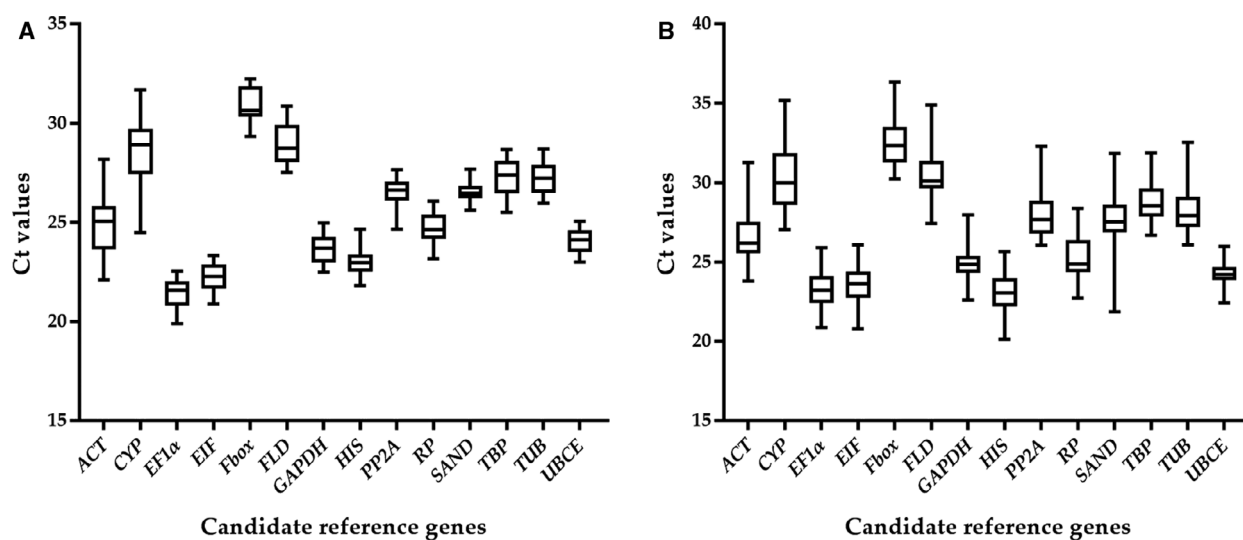 A
35
30
25
20
15
Ct values
ACT CYP EF1α EIF Fbox FLD GAPDH HIS PP2A RP SAND TBP TUB UBCE
Candidate reference genes
B
40
35
30
25
20
15
Ct values
ACT CYP EF1α EIF Fbox FLD GAPDH HIS PP2A RP SAND TBP TUB UBCE
Candidate reference genes